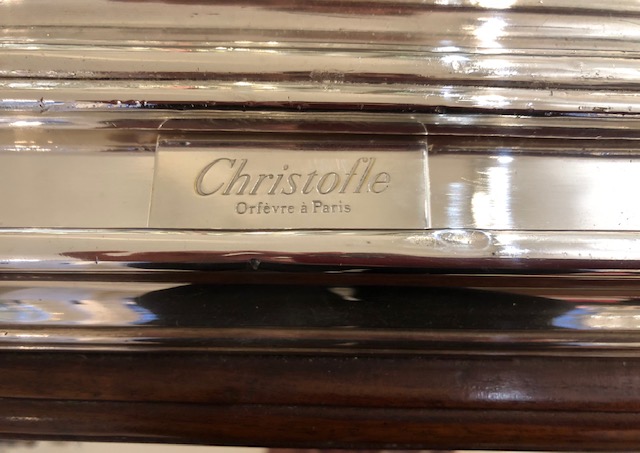 Christofle
Orfèvre à Paris